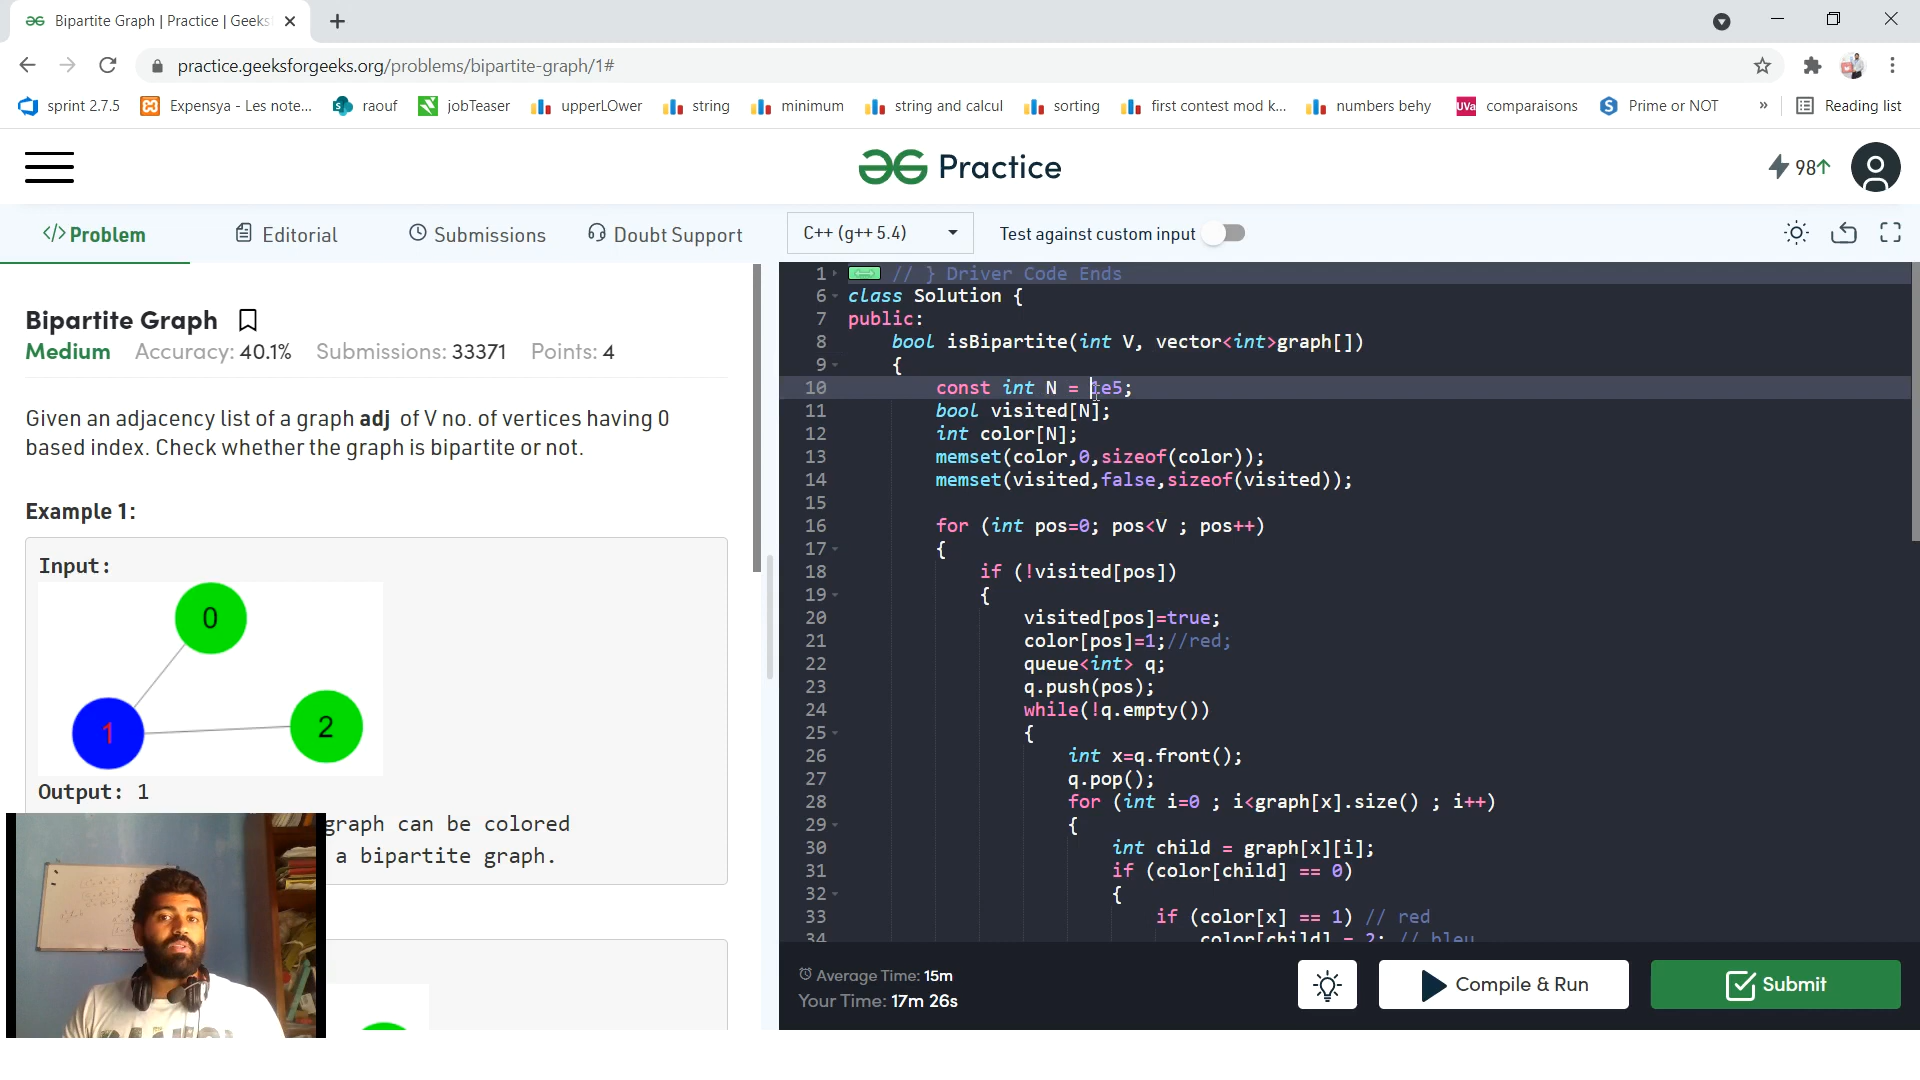 Bipartite Graph | Practice | Geeks
practice.geeksforgeeks.org/problems/bipartite-graph/1#
sprint 2.7.5
Expensya - Les note...
raouf
jobTeaser
upperLOwer
string
minimum
string and calcul
sorting
first contest mod k...
numbers behy
UVa comparaisons
Prime or NOT
»
Reading list
Practice
98
</> Problem
Editorial
Submissions
Doubt Support
C++ (g++ 5.4)
Test against custom input
Bipartite Graph
Medium Accuracy: 40.1% Submissions: 33371 Points: 4
Given an adjacency list of a graph adj of V no. of vertices having 0
based index. Check whether the graph is bipartite or not.
Example 1:
Input:
0
1
2
Output: 1
graph can be colored
a bipartite graph.
1 // } Driver Code Ends
6 class Solution {
7 public:
8 bool isBipartite(int V, vector<int>graph[])
9 {
10 const int N = 1e5;
11 bool visited[N];
12 int color[N];
13 memset(color,0,sizeof(color));
14 memset(visited,false,sizeof(visited));
15
16 for (int pos=0; pos<V ; pos++)
17 {
18 if (!visited[pos])
19 {
20 visited[pos]=true;
21 color[pos]=1;//red;
22 queue<int> q;
23 q.push(pos);
24 while(!q.empty())
25 {
26 int x=q.front();
27 q.pop();
28 for (int i=0 ; i<graph[x].size() ; i++)
29 {
30 int child = graph[x][i];
31 if (color[child] == 0)
32 {
33 if (color[x] == 1) // red
34 color[child] = 2; // bleu
Average Time: 15m
Your Time: 17m 26s
Compile & Run
Submit